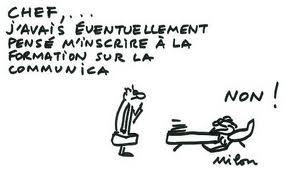 CHEF,...
J'AVAIS ÉVENTUELLEMENT
PENSÉ M'INSCRIRE À LA
FORMATION SUR LA
COMMUNICA
NON !
Milon